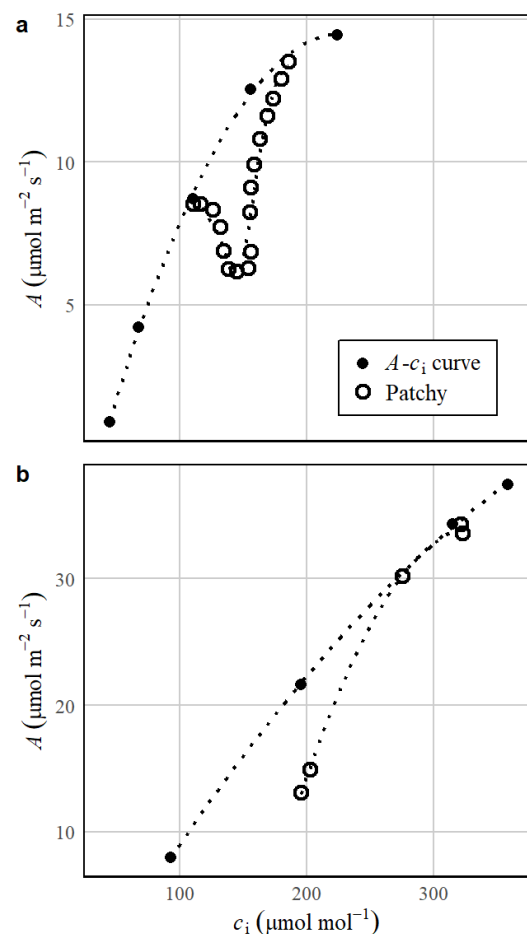 a
15
10
5
A (μmol m⁻² s⁻¹)
A-cᵢ curve
Patchy
b
30
20
10
A (μmol m⁻² s⁻¹)
100 200 300
cᵢ (μmol mol⁻¹)